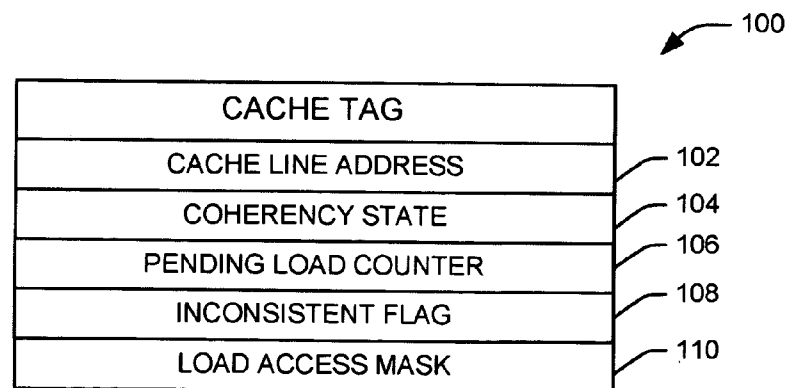 100
CACHE TAG
CACHE LINE ADDRESS 102
COHERENCY STATE 104
PENDING LOAD COUNTER 106
INCONSISTENT FLAG 108
LOAD ACCESS MASK 110